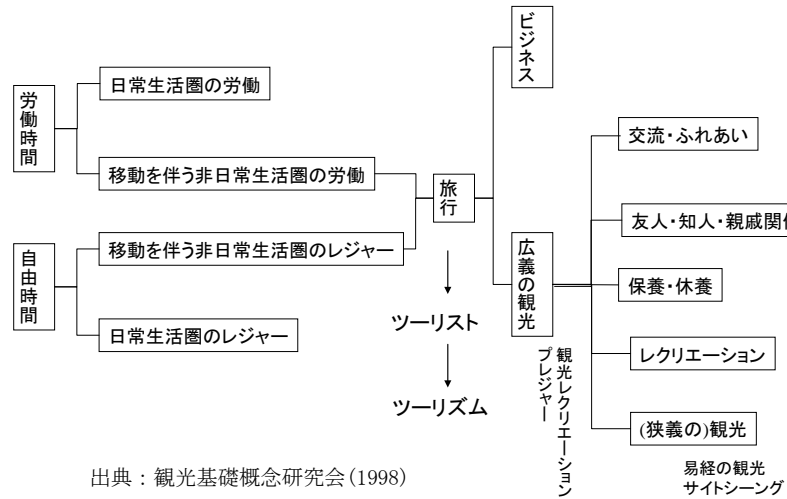 労働時間
日常生活圏の労働
移動を伴う非日常生活圏の労働
自由時間
移動を伴う非日常生活圏のレジャー
日常生活圏のレジャー
旅行
ツーリスト
ツーリズム
ビジネス
広義の観光
観光レクリエーション
プレジャー
交流・ふれあい
友人・知人・親戚関係
保養・休養
レクリエーション
(狭義の)観光
易経の観光
サイトシーング
出典：観光基礎概念研究会(1998)